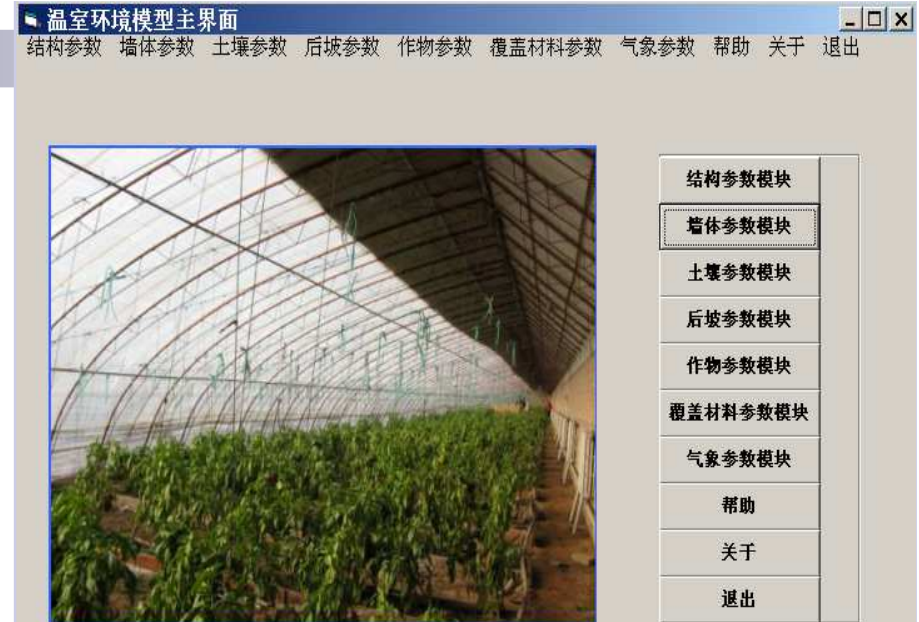 温室环境模型主界面
结构参数 墙体参数 土壤参数 后坡参数 作物参数 覆盖材料参数 气象参数 帮助 关于 退出
结构参数模块
墙体参数模块
土壤参数模块
后坡参数模块
作物参数模块
覆盖材料参数模块
气象参数模块
帮助
关于
退出